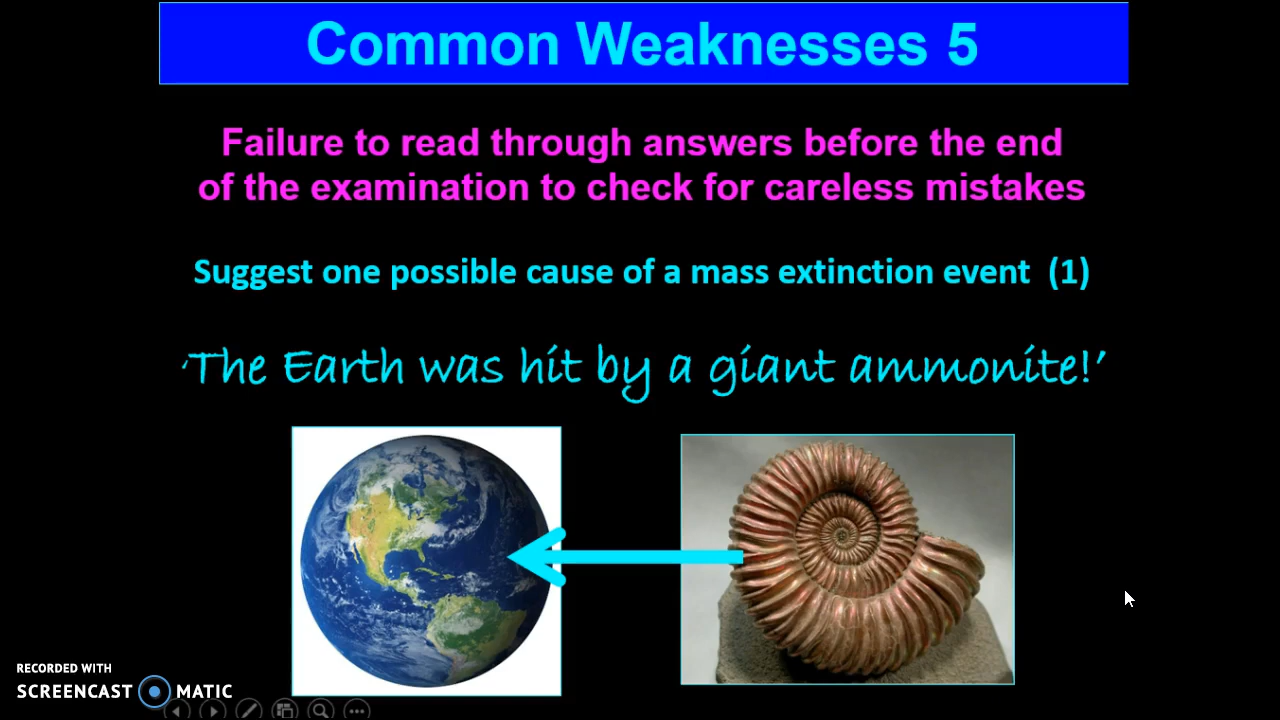 Common Weaknesses 5
Failure to read through answers before the end
of the examination to check for careless mistakes
Suggest one possible cause of a mass extinction event (1)
‘The Earth was hit by a giant ammonite!’
RECORDED WITH
SCREENCAST MATIC